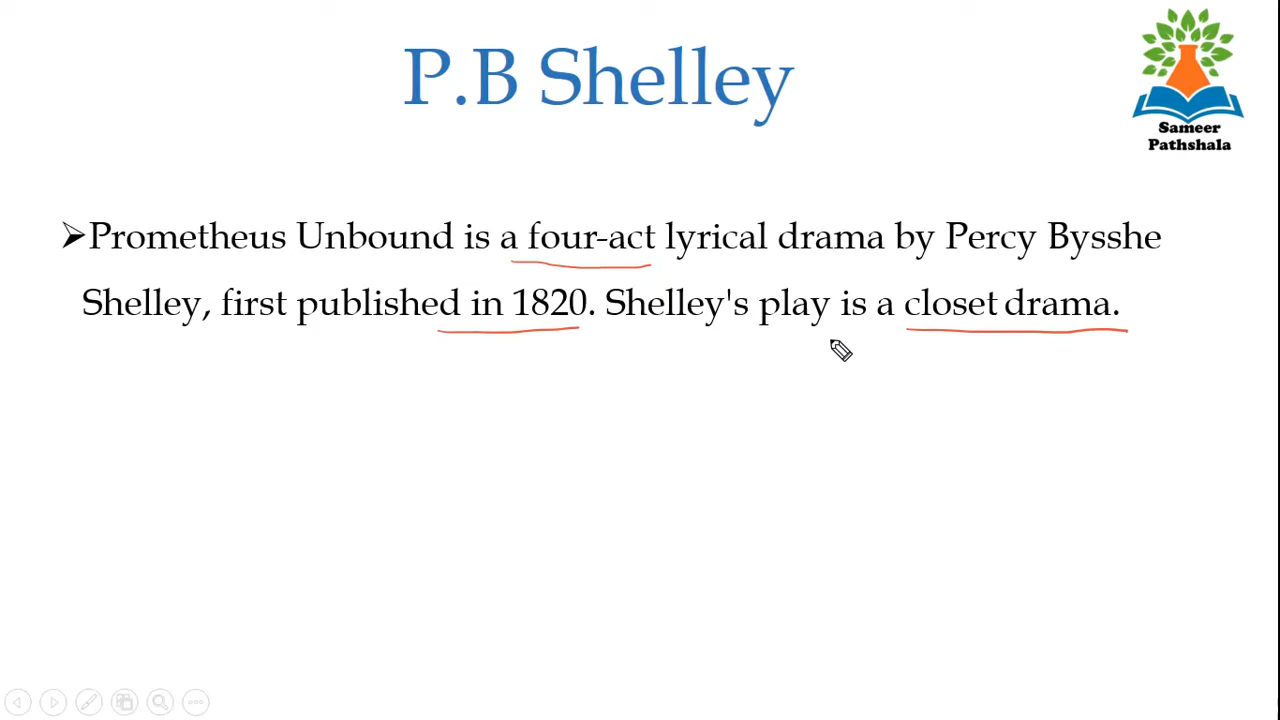 P.B Shelley
Sameer
Pathshala
➢Prometheus Unbound is a four-act lyrical drama by Percy Bysshe
Shelley, first published in 1820. Shelley's play is a closet drama.